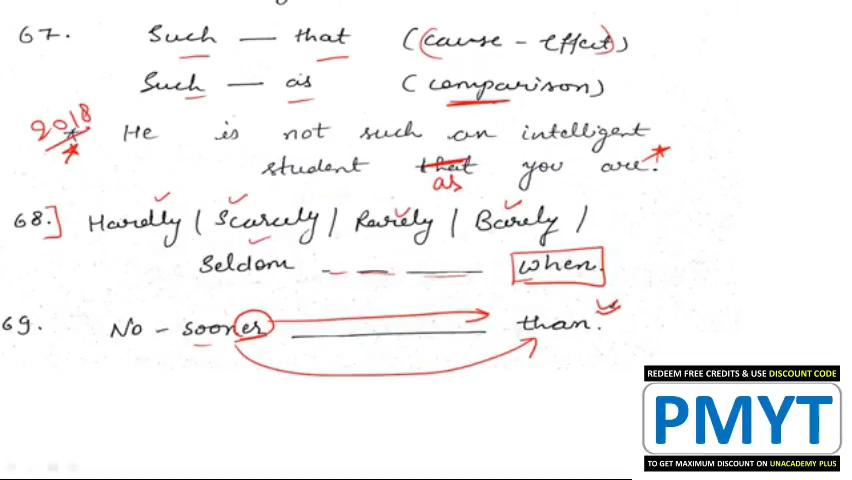 67. Such — that (cause - effect)
Such — as (comparison)
2018 He is not such an intelligent
student that you are.
as
68.] Hardly / Scarcely / Rarely / Barely /
Seldom _ _ _ when.
69. No - sooner ______ than.
REDEEM FREE CREDITS & USE DISCOUNT CODE
PMYT
TO GET MAXIMUM DISCOUNT ON UNACADEMY PLUS